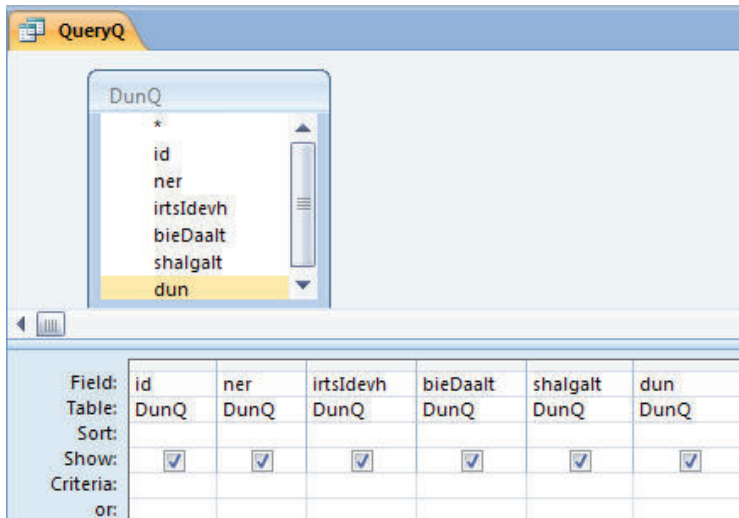 QueryQ
DunQ
*
id
ner
irtsIdevh
bieDaalt
shalgalt
dun
Field: id ner irtsIdevh bieDaalt shalgalt dun
Table: DunQ DunQ DunQ DunQ DunQ DunQ
Sort:
Show:
Criteria:
or: